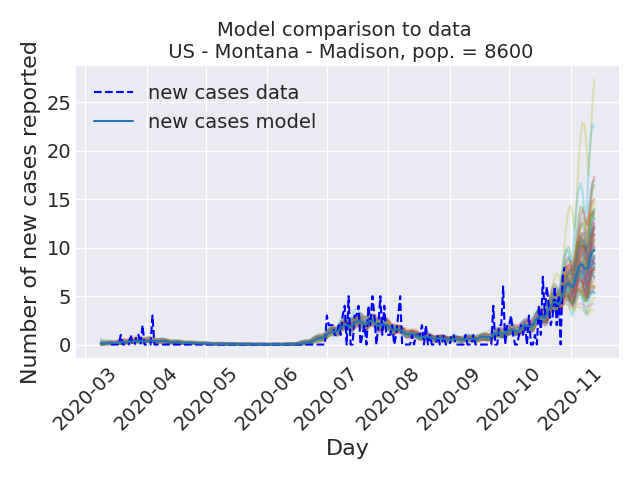 Model comparison to data
US - Montana - Madison, pop. = 8600
Number of new cases reported
25
20
15
10
5
0
new cases data
new cases model
2020-03
2020-04
2020-05
2020-06
2020-07
2020-08
2020-09
2020-10
2020-11
Day